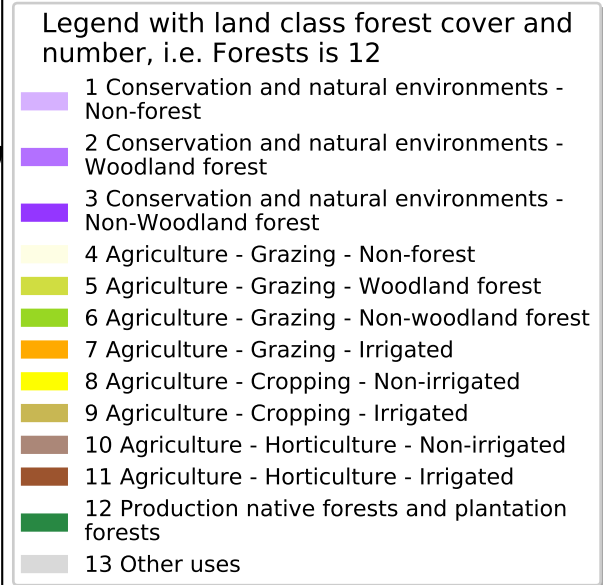 Legend with land class forest cover and
number, i.e. Forests is 12
1 Conservation and natural environments -
Non-forest
2 Conservation and natural environments -
Woodland forest
3 Conservation and natural environments -
Non-Woodland forest
4 Agriculture - Grazing - Non-forest
5 Agriculture - Grazing - Woodland forest
6 Agriculture - Grazing - Non-woodland forest
7 Agriculture - Grazing - Irrigated
8 Agriculture - Cropping - Non-irrigated
9 Agriculture - Cropping - Irrigated
10 Agriculture - Horticulture - Non-irrigated
11 Agriculture - Horticulture - Irrigated
12 Production native forests and plantation
forests
13 Other uses